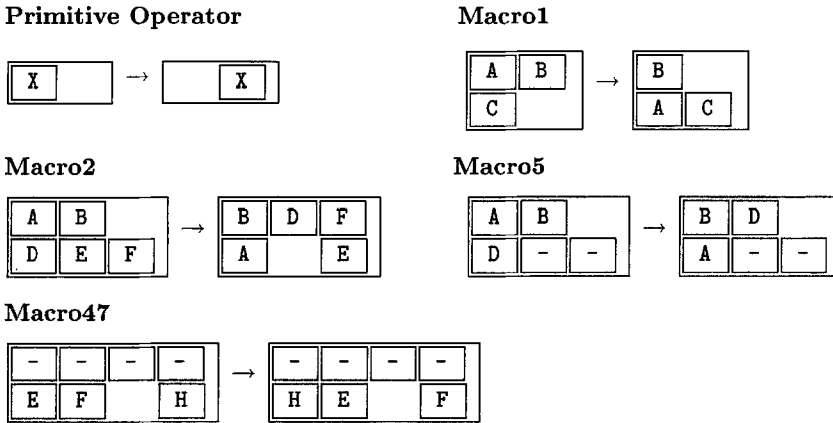 Primitive Operator Macro1
X → X
A B → B
C A C
Macro2 Macro5
A B → B D F A B → B D
D E F A E D - - A - -
Macro47
- - - - → - - - -
E F H H E F